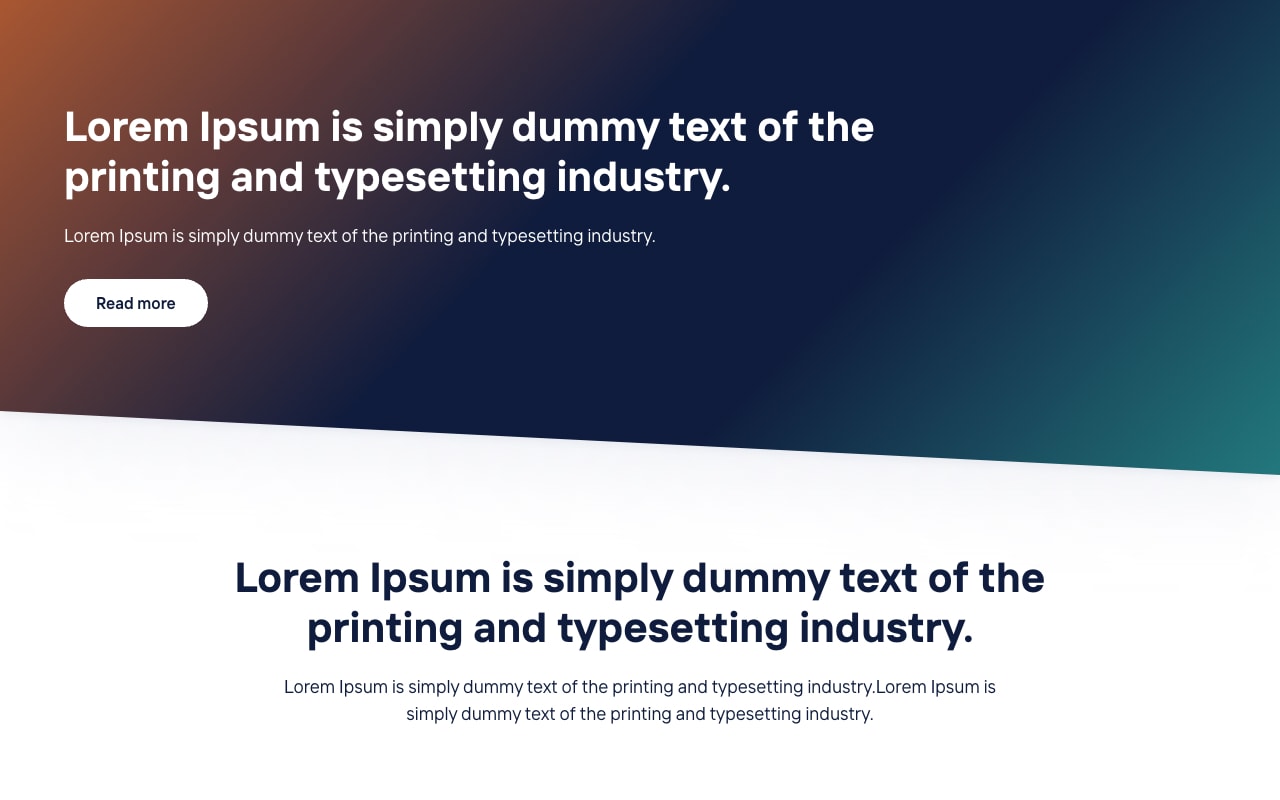 Lorem Ipsum is simply dummy text of the
printing and typesetting industry.
Lorem Ipsum is simply dummy text of the printing and typesetting industry.
Read more
Lorem Ipsum is simply dummy text of the
printing and typesetting industry.
Lorem Ipsum is simply dummy text of the printing and typesetting industry.Lorem Ipsum is
simply dummy text of the printing and typesetting industry.